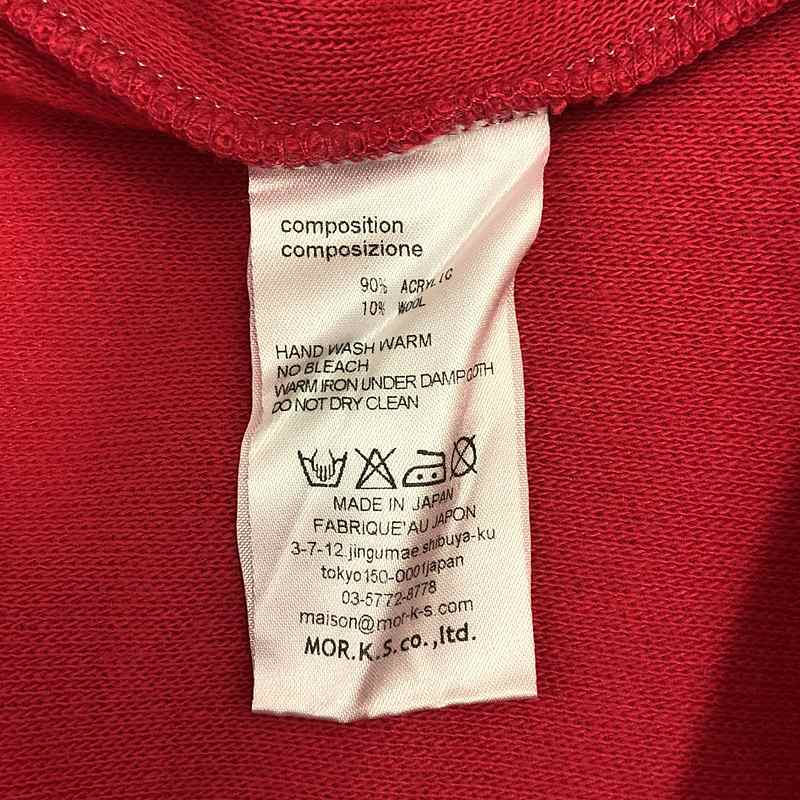 composition
composizione
90% ACRYLIC
10% WOOL
HAND WASH WARM
NO BLEACH
WARM IRON UNDER DAMP CLOTH
DO NOT DRY CLEAN
MADE IN JAPAN
FABRIQUE'AU JAPON
3-7-12.jingumae shibuya-ku
tokyo150-0001japan
03-5772-8778
maison@mor-k-s.com
MOR.K.S.co.,ltd.